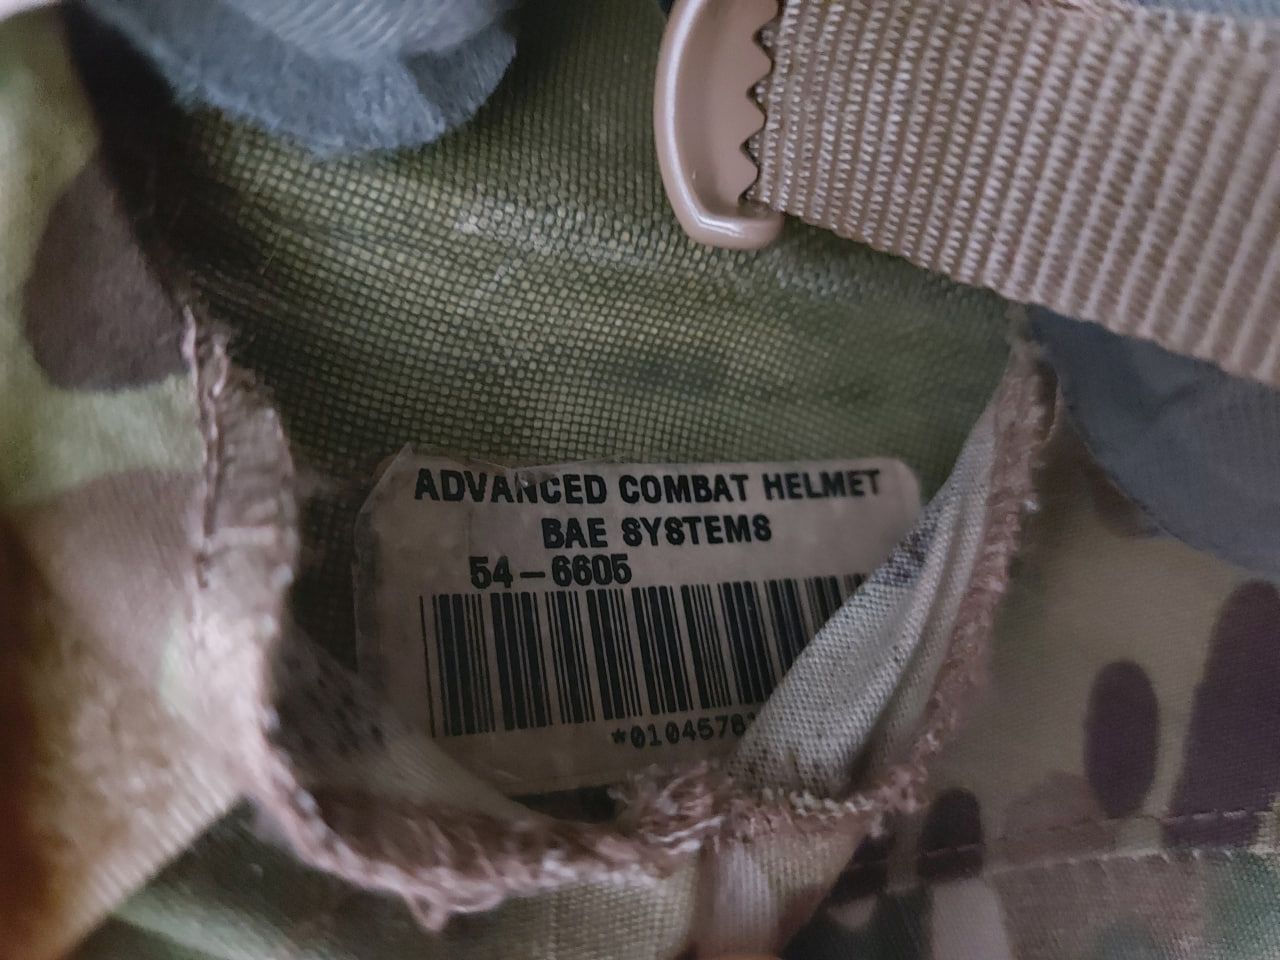 ADVANCED COMBAT HELMET
BAE SYSTEMS
54-6605
*0104578